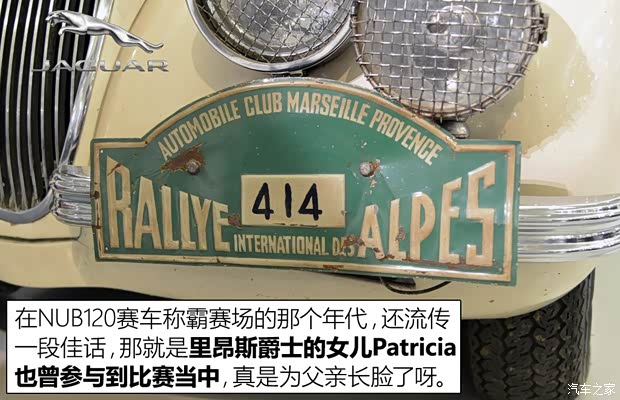 JAGUAR
AUTOMOBILE CLUB MARSEILLE PROVENCE
RALLYE 414 ALPES
INTERNATIONAL DES
在NUB120赛车称霸赛场的那个年代，还流传
一段佳话，那就是里昂斯爵士的女儿Patricia
也曾参与到比赛当中，真是为父亲长脸了呀。
汽车之家